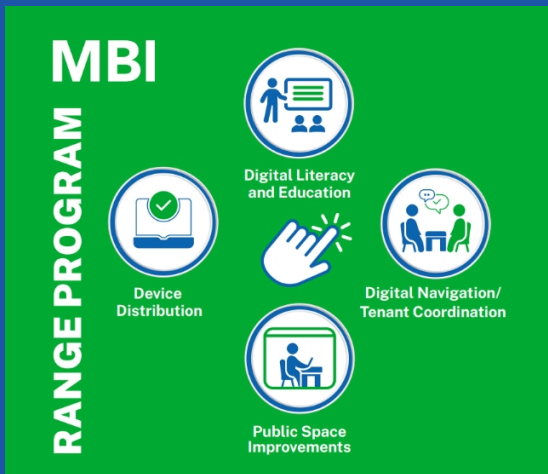 MBI
RANGE PROGRAM
Digital Literacy
and Education
Device
Distribution
Digital Navigation/
Tenant Coordination
Public Space
Improvements